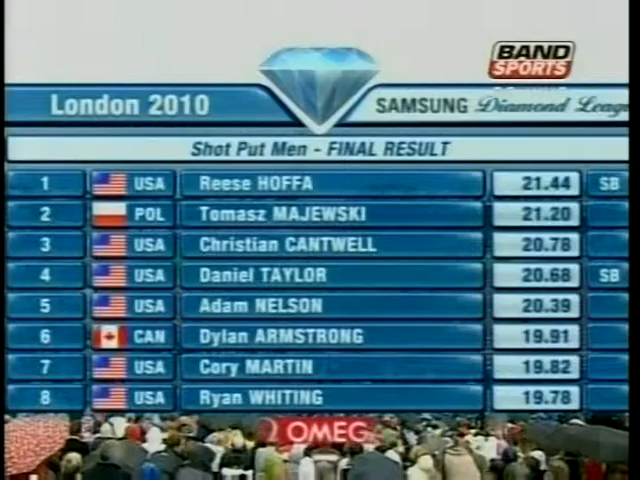 BAND
SPORTS
London 2010
SAMSUNG Diamond League
Shot Put Men - FINAL RESULT
1 USA Reese HOFFA 21.44 SB
2 POL Tomasz MAJEWSKI 21.20
3 USA Christian CANTWELL 20.78
4 USA Daniel TAYLOR 20.68 SB
5 USA Adam NELSON 20.39
6 CAN Dylan ARMSTRONG 19.91
7 USA Cory MARTIN 19.82
8 USA Ryan WHITING 19.78
OMEG